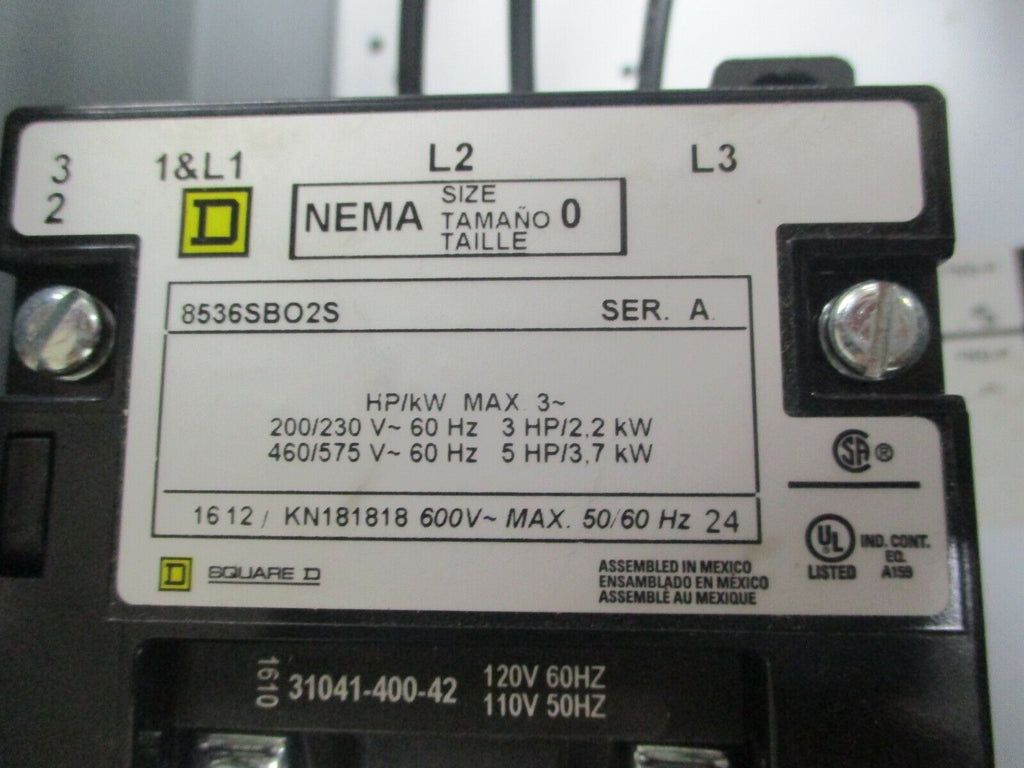 3 1&L1 L2 L3
2
D
NEMA SIZE TAMAÑO TAILLE 0
8536SBO2S SER. A
HP/kW MAX. 3~
200/230 V~ 60 Hz 3 HP/2,2 kW
460/575 V~ 60 Hz 5 HP/3,7 kW
1612 / KN181818 600V~ MAX. 50/60 Hz 24
SA ®
UL
LISTED
IND. CONT.
EQ.
A159
D SQUARE D
ASSEMBLED IN MEXICO
ENSAMBLADO EN MÉXICO
ASSEMBLÉ AU MEXIQUE
1610 31041-400-42
120V 60HZ
110V 50HZ